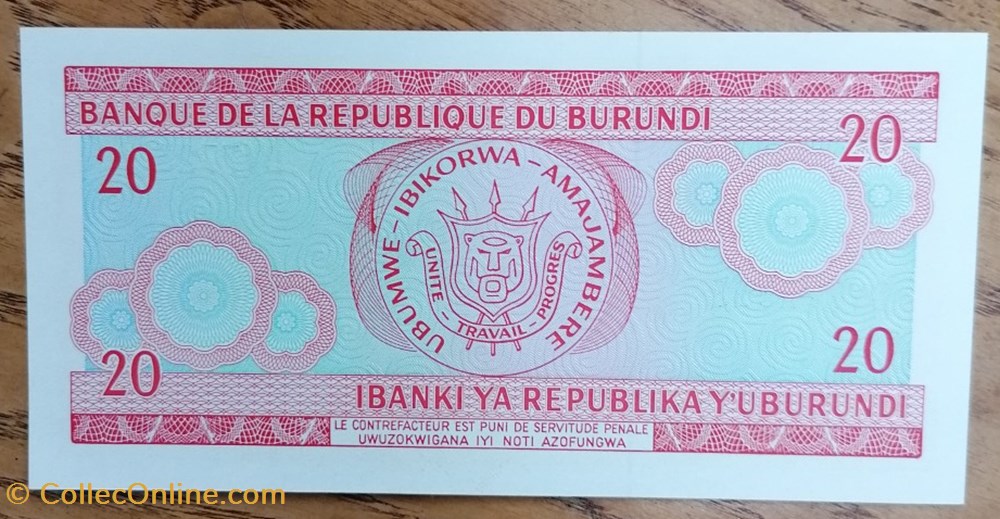 BANQUE DE LA REPUBLIQUE DU BURUNDI
20
20
UBUMWE - IBIKORWA - AMAJAMBERE
UNITE - TRAVAIL - PROGRES
20
20
IBANKI YA REPUBLIKA Y'UBURUNDI
LE CONTREFACTEUR EST PUNI DE SERVITUDE PENALE
UWUZOKWIGANA IYI NOTI AZOFUNGWA
© CollecOnline.com